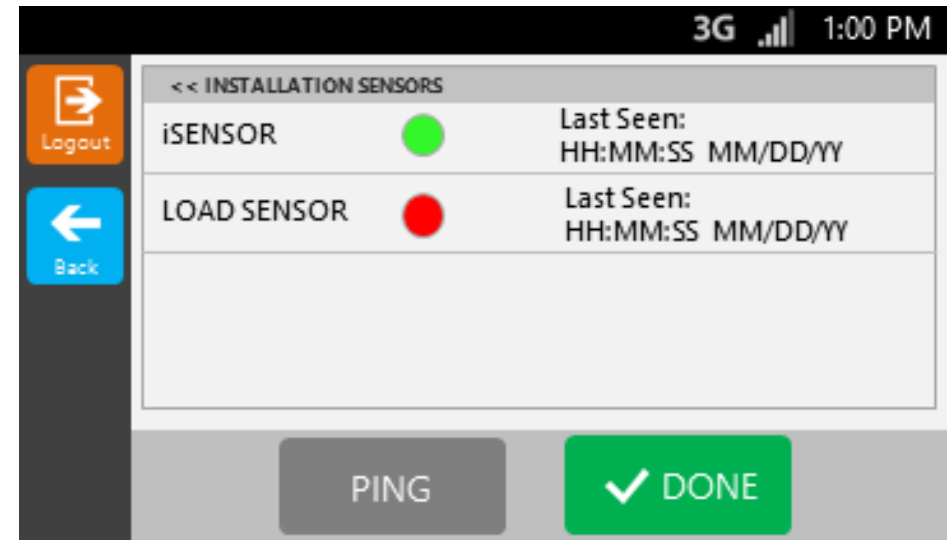 3G 1:00 PM
Logout
Back
<< INSTALLATION SENSORS
iSENSOR
Last Seen:
HH:MM:SS MM/DD/YY
LOAD SENSOR
Last Seen:
HH:MM:SS MM/DD/YY
PING
DONE